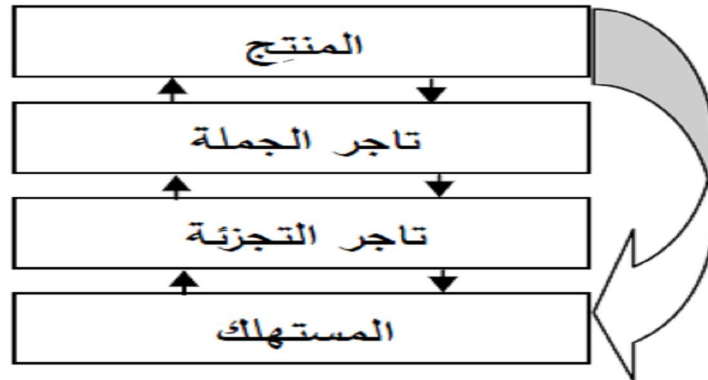 المنتِج
تاجر الجملة
تاجر التجزئة
المستهلك